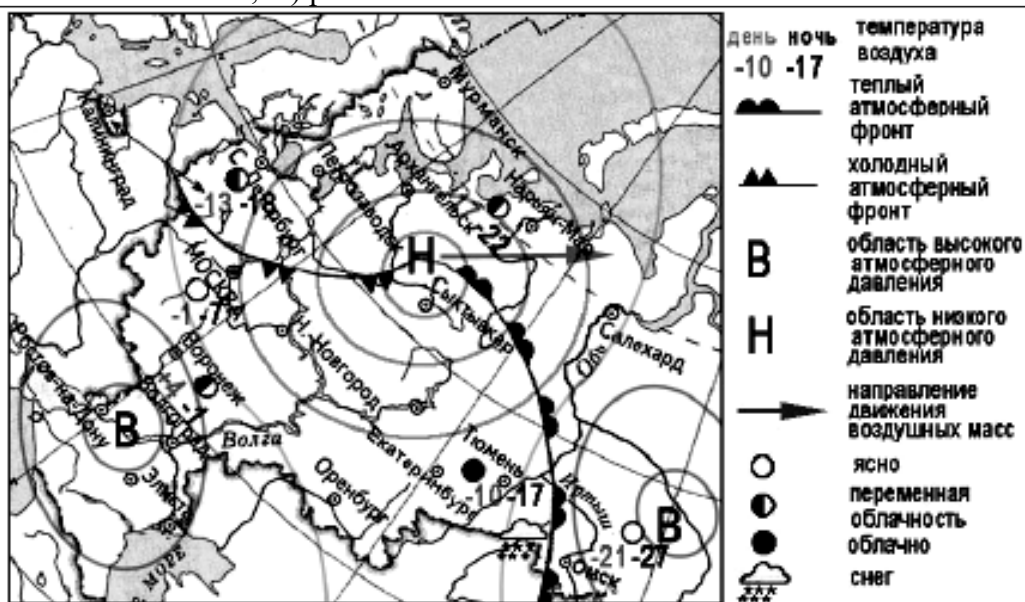 Мурманск
Калининград
С.-Петербург
Петрозаводск
Архангельск
Нарьян-Мар
-13 -18
-22
Н
МОСКВА
Сыктывкар
Салехард
Обь
Н. Новгород
Воронеж
Ростов-на-Дону
В
Волгоград
Волга
Элиста
МОРЕ
Оренбург
Екатеринбург
Тюмень
-10 -17
Иртыш
В
-21 -27
Омск
день ночь температура
-10 -17 воздуха
теплый
атмосферный
фронт
холодный
атмосферный
фронт
В область высокого
атмосферного
давления
Н область низкого
атмосферного
давления
направление
движения
воздушных масс
ясно
переменная
облачность
облачно
снег